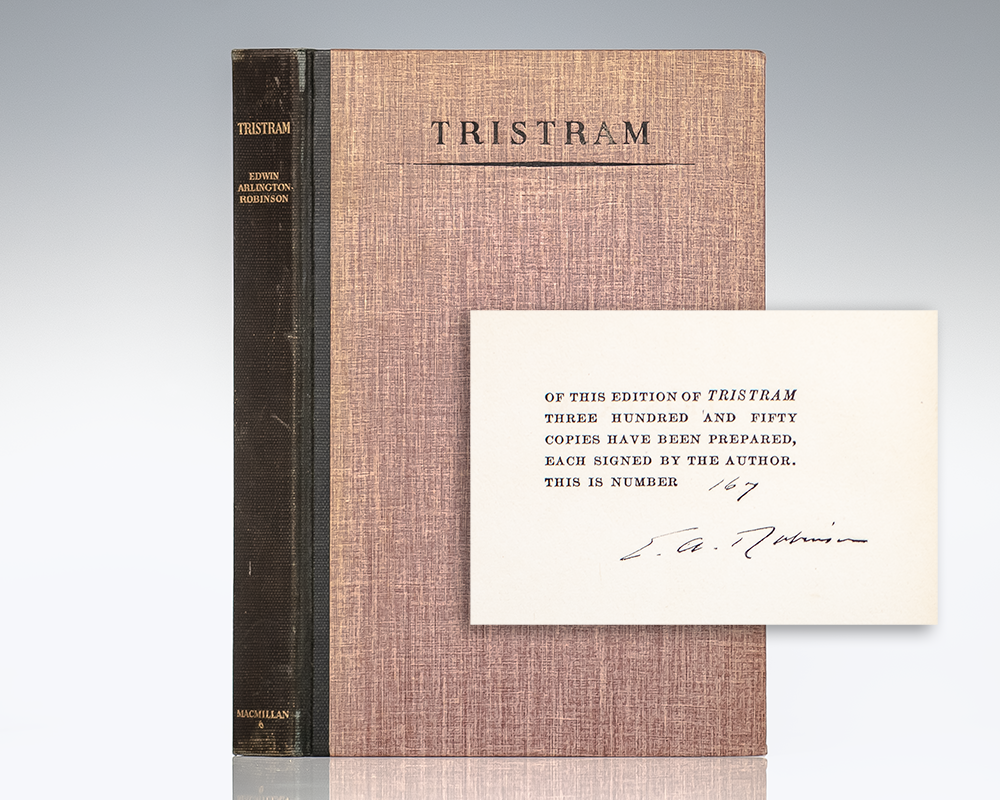 TRISTRAM
EDWIN
ARLINGTON
ROBINSON
MACMILLAN
TRISTRAM
OF THIS EDITION OF TRISTRAM
THREE HUNDRED AND FIFTY
COPIES HAVE BEEN PREPARED,
EACH SIGNED BY THE AUTHOR.
THIS IS NUMBER 167
E. A. Robinson